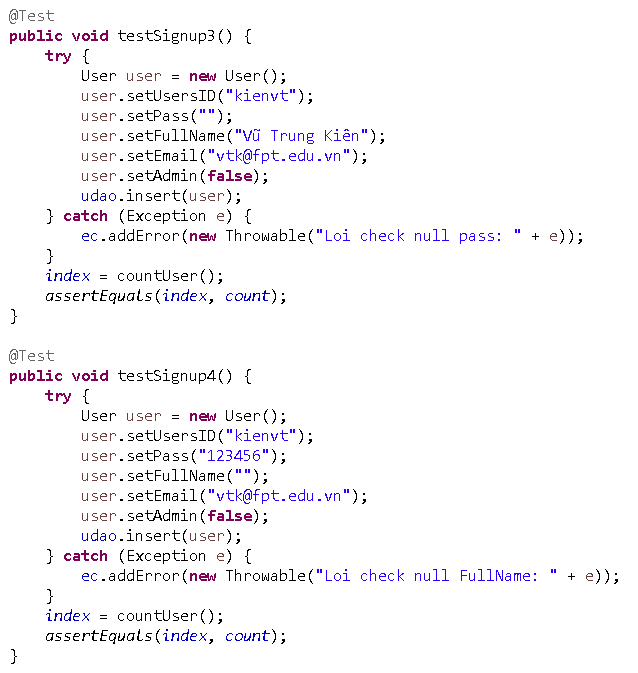 @Test
public void testSignup3() {
    try {
        User user = new User();
        user.setUsersID("kienvt");
        user.setPass("");
        user.setFullName("Vũ Trung Kiên");
        user.setEmail("vtk@fpt.edu.vn");
        user.setAdmin(false);
        udao.insert(user);
    } catch (Exception e) {
        ec.addError(new Throwable("Loi check null pass: " + e));
    }
    index = countUser();
    assertEquals(index, count);
}

@Test
public void testSignup4() {
    try {
        User user = new User();
        user.setUsersID("kienvt");
        user.setPass("123456");
        user.setFullName("");
        user.setEmail("vtk@fpt.edu.vn");
        user.setAdmin(false);
        udao.insert(user);
    } catch (Exception e) {
        ec.addError(new Throwable("Loi check null FullName: " + e));
    }
    index = countUser();
    assertEquals(index, count);
}